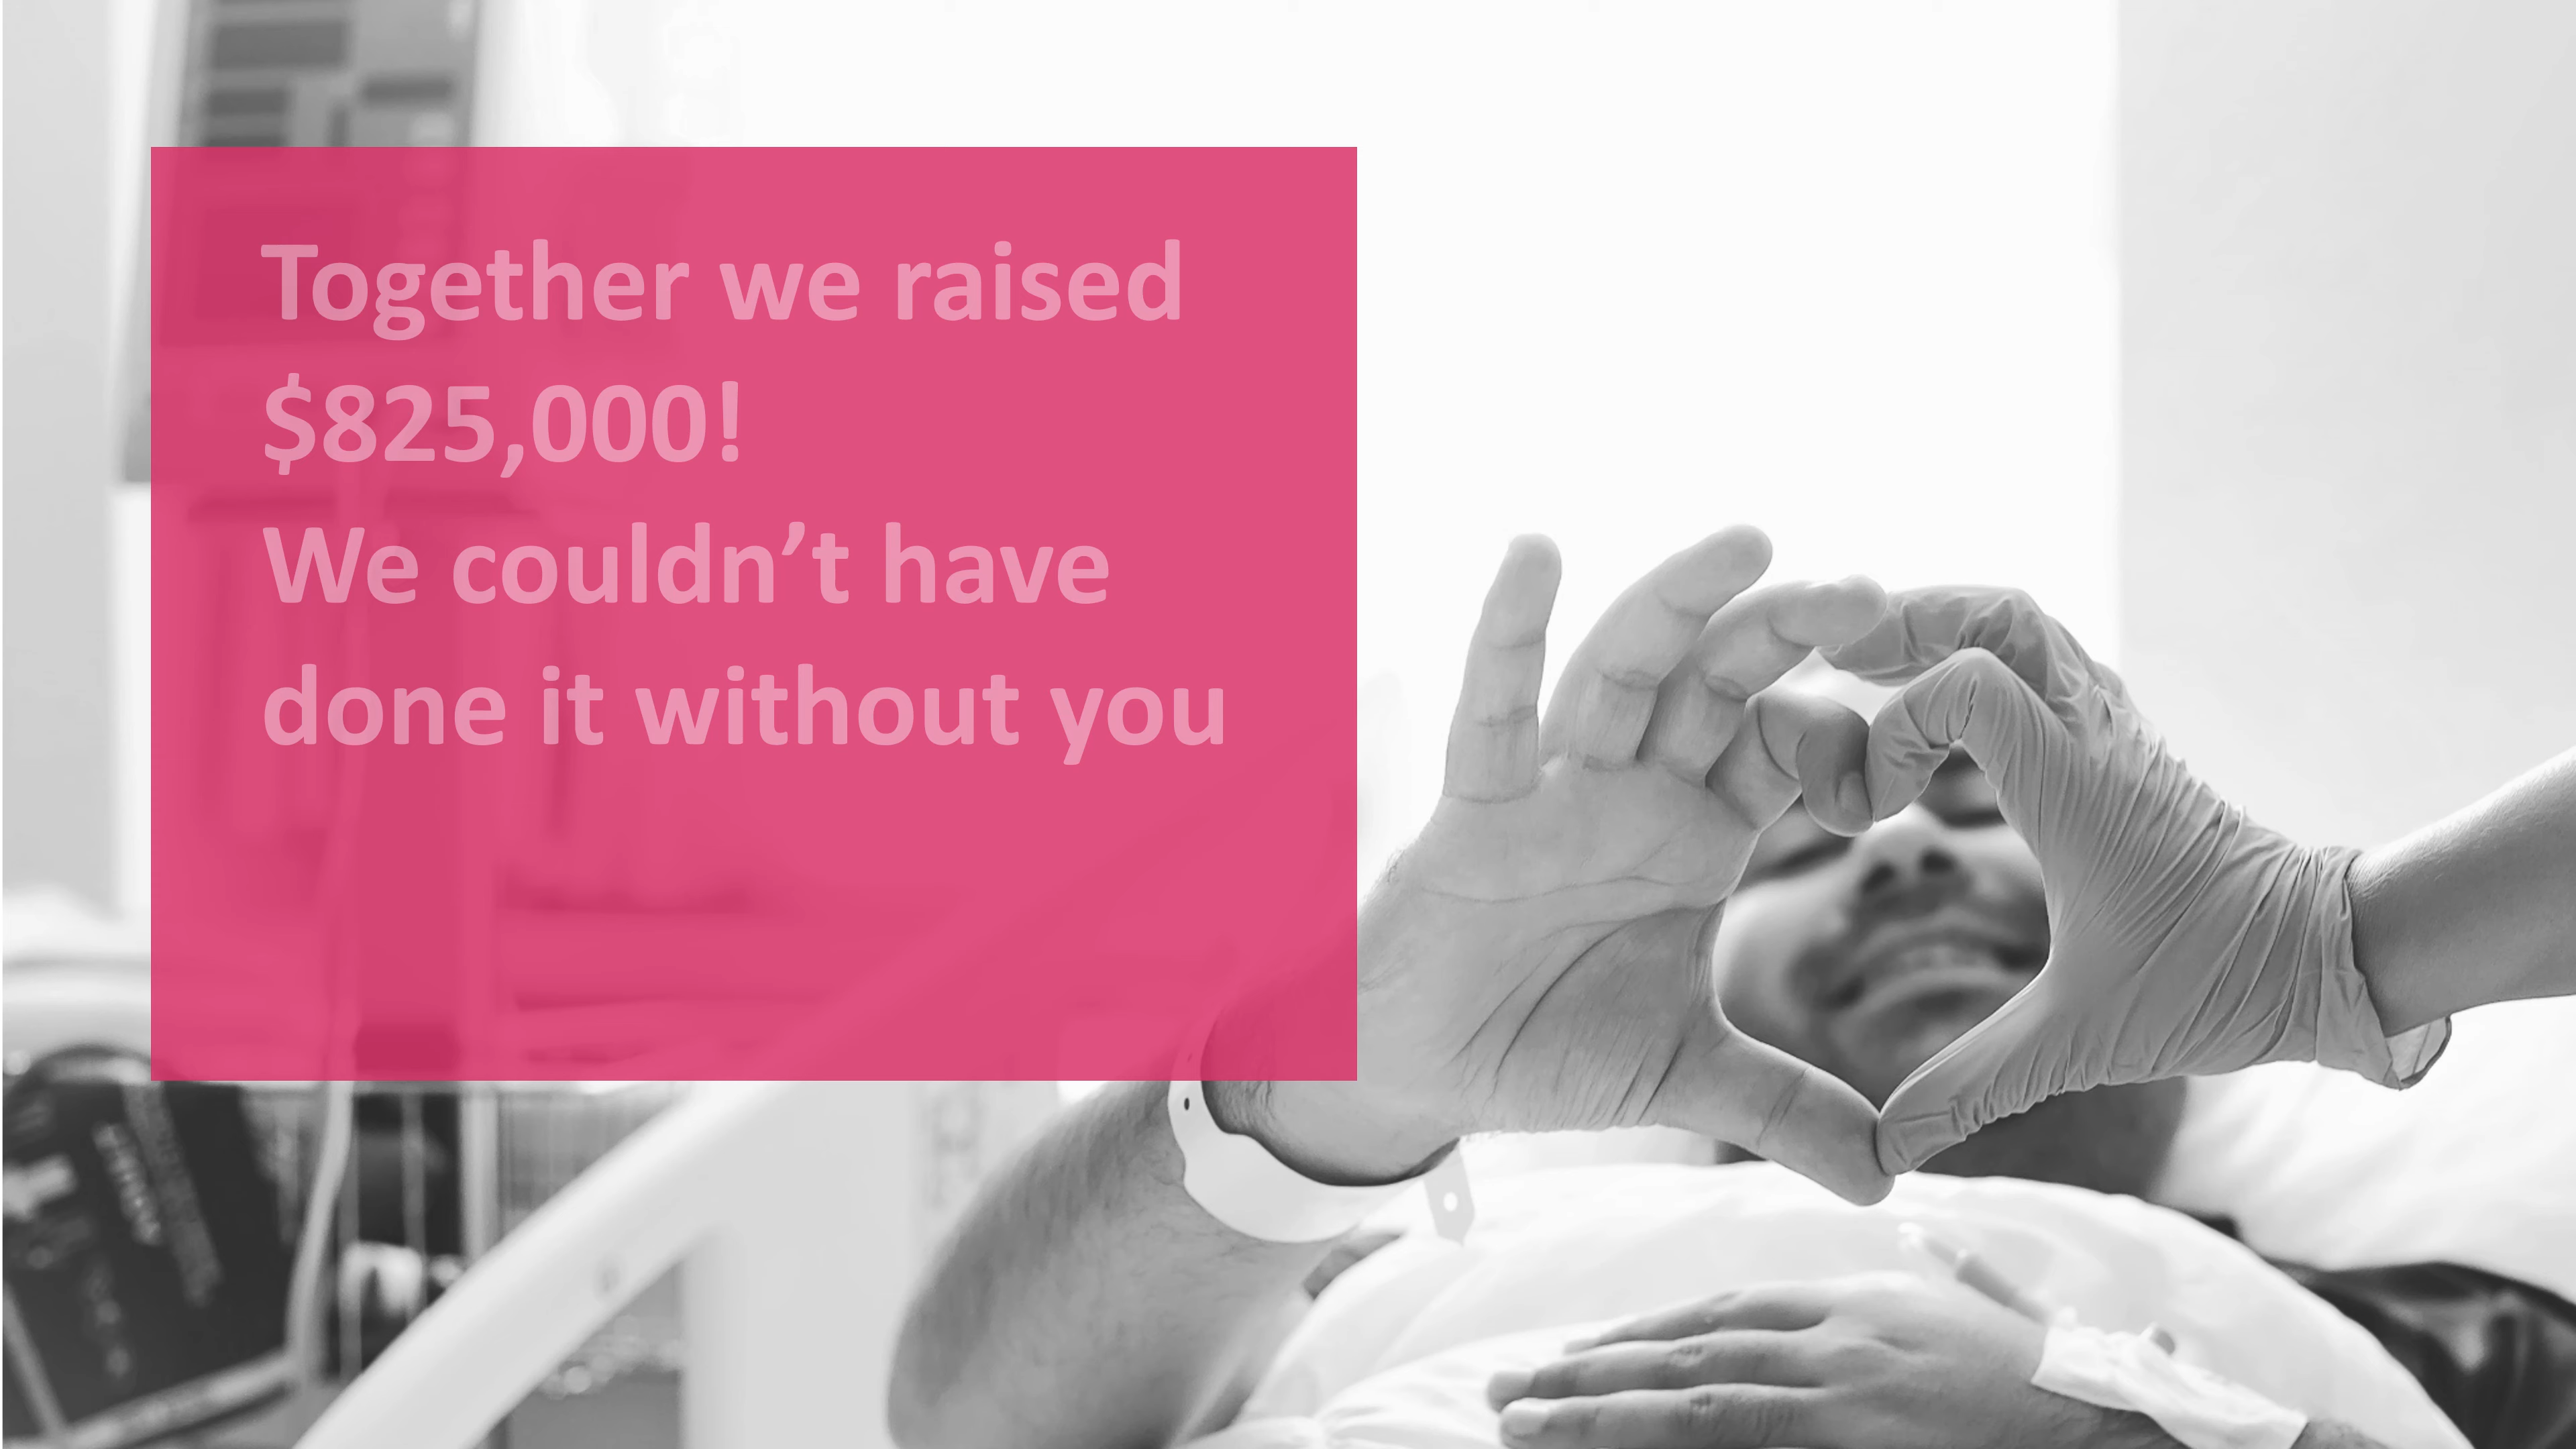 Together we raised
$825,000!
We couldn’t have
done it without you